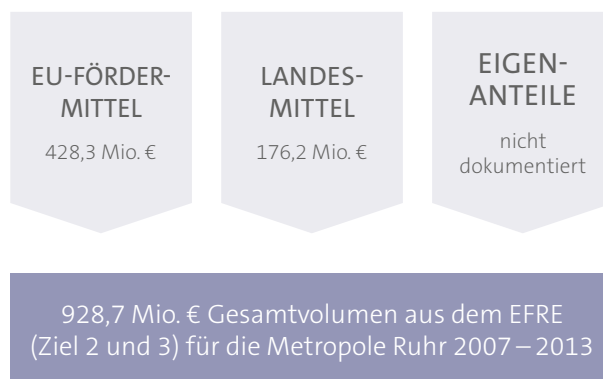 EU-FÖRDER-
MITTEL
428,3 Mio. €
LANDES-
MITTEL
176,2 Mio. €
EIGEN-
ANTEILE
nicht
dokumentiert
928,7 Mio. € Gesamtvolumen aus dem EFRE
(Ziel 2 und 3) für die Metropole Ruhr 2007 – 2013